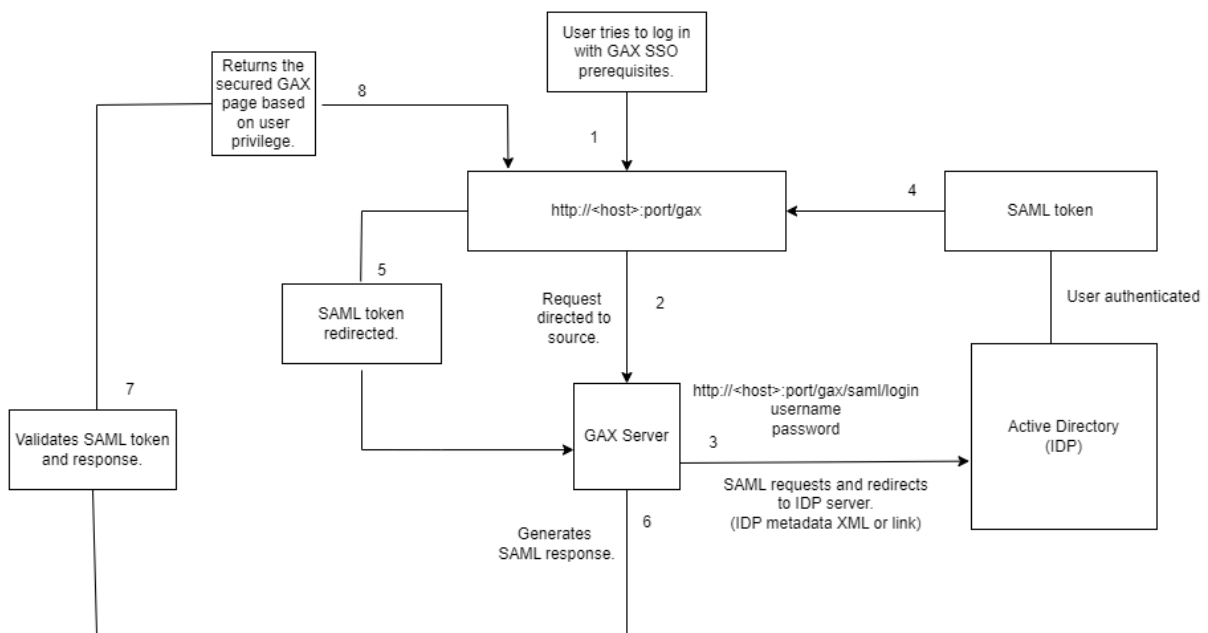 User tries to log in
with GAX SSO
prerequisites.
Returns the
secured GAX
page based
on user
privilege.
8
1
http://<host>:port/gax
4
SAML token
5
SAML token
redirected.
Request
directed to
source.
2
User authenticated
7
Validates SAML token
and response.
GAX Server
http://<host>:port/gax/saml/login
username
password
3
Active Directory
(IDP)
SAML requests and redirects
to IDP server.
(IDP metadata XML or link)
Generates
SAML response.
6